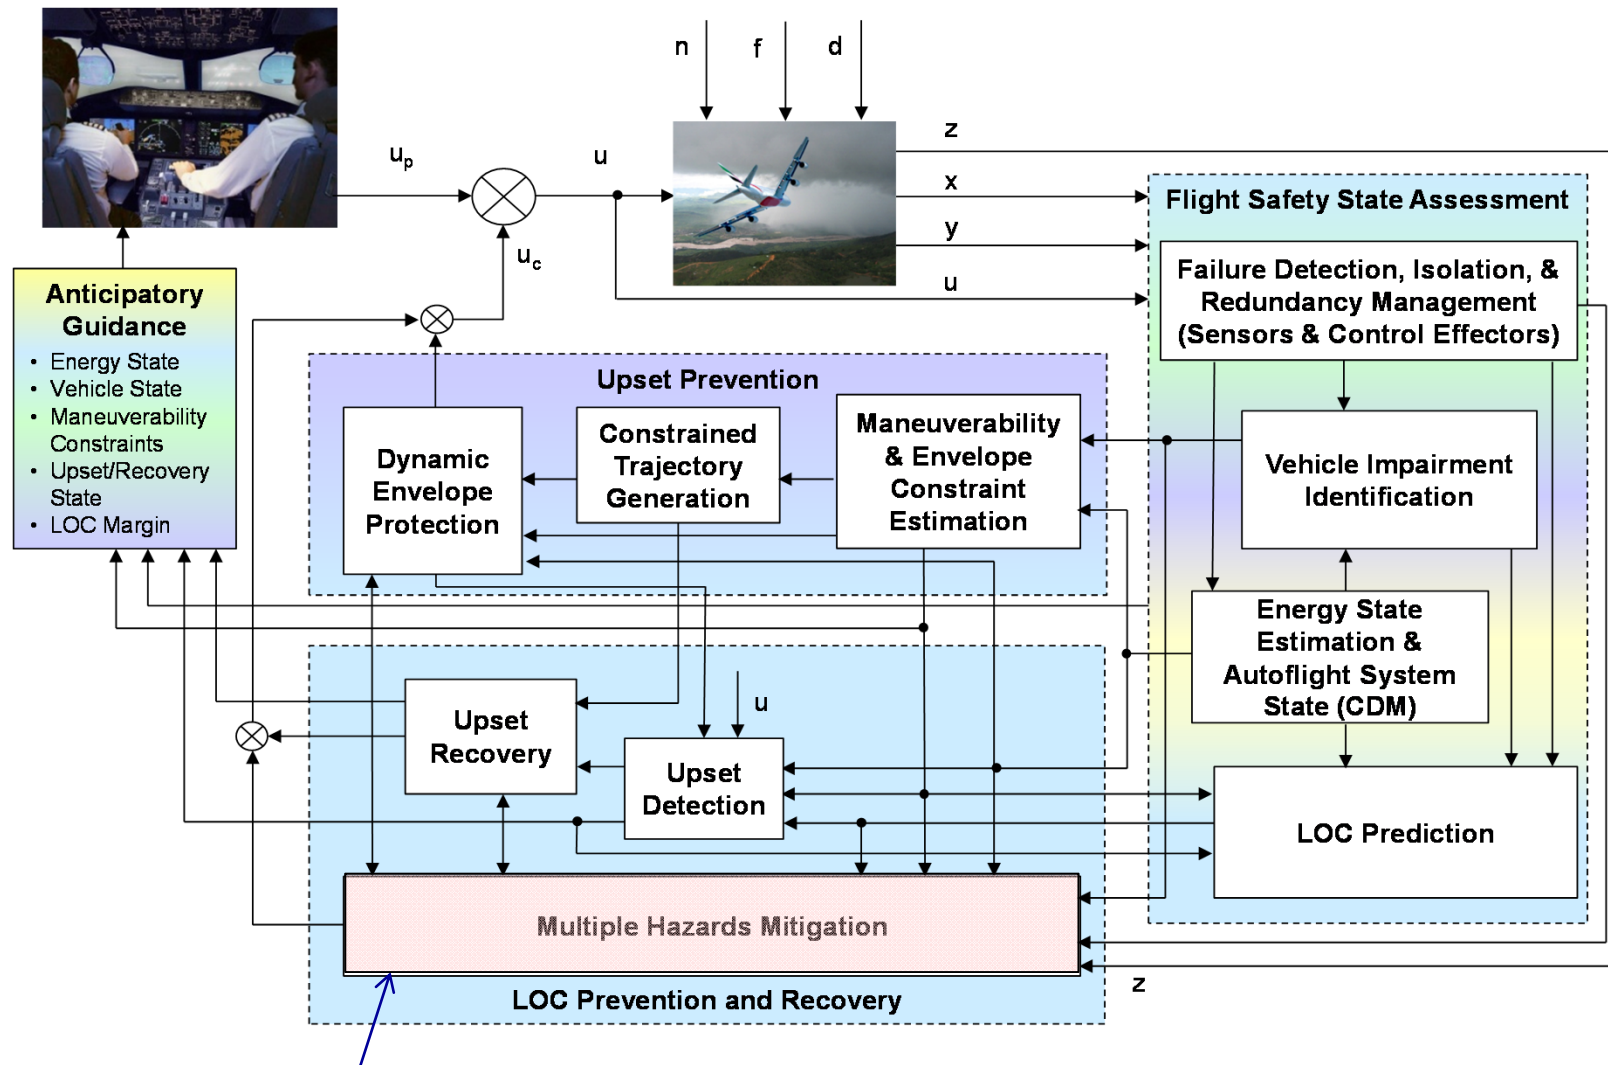 n
f
d
z
u_p
u
x
Flight Safety State Assessment
y
u_c
u
Failure Detection, Isolation, &
Redundancy Management
(Sensors & Control Effectors)
Anticipatory
Guidance
• Energy State
• Vehicle State
• Maneuverability
Constraints
• Upset/Recovery
State
• LOC Margin
Upset Prevention
Dynamic
Envelope
Protection
Constrained
Trajectory
Generation
Maneuverability
& Envelope
Constraint
Estimation
Vehicle Impairment
Identification
Energy State
Estimation &
Autoflight System
State (CDM)
Upset
Recovery
u
Upset
Detection
LOC Prediction
Multiple Hazards Mitigation
z
LOC Prevention and Recovery